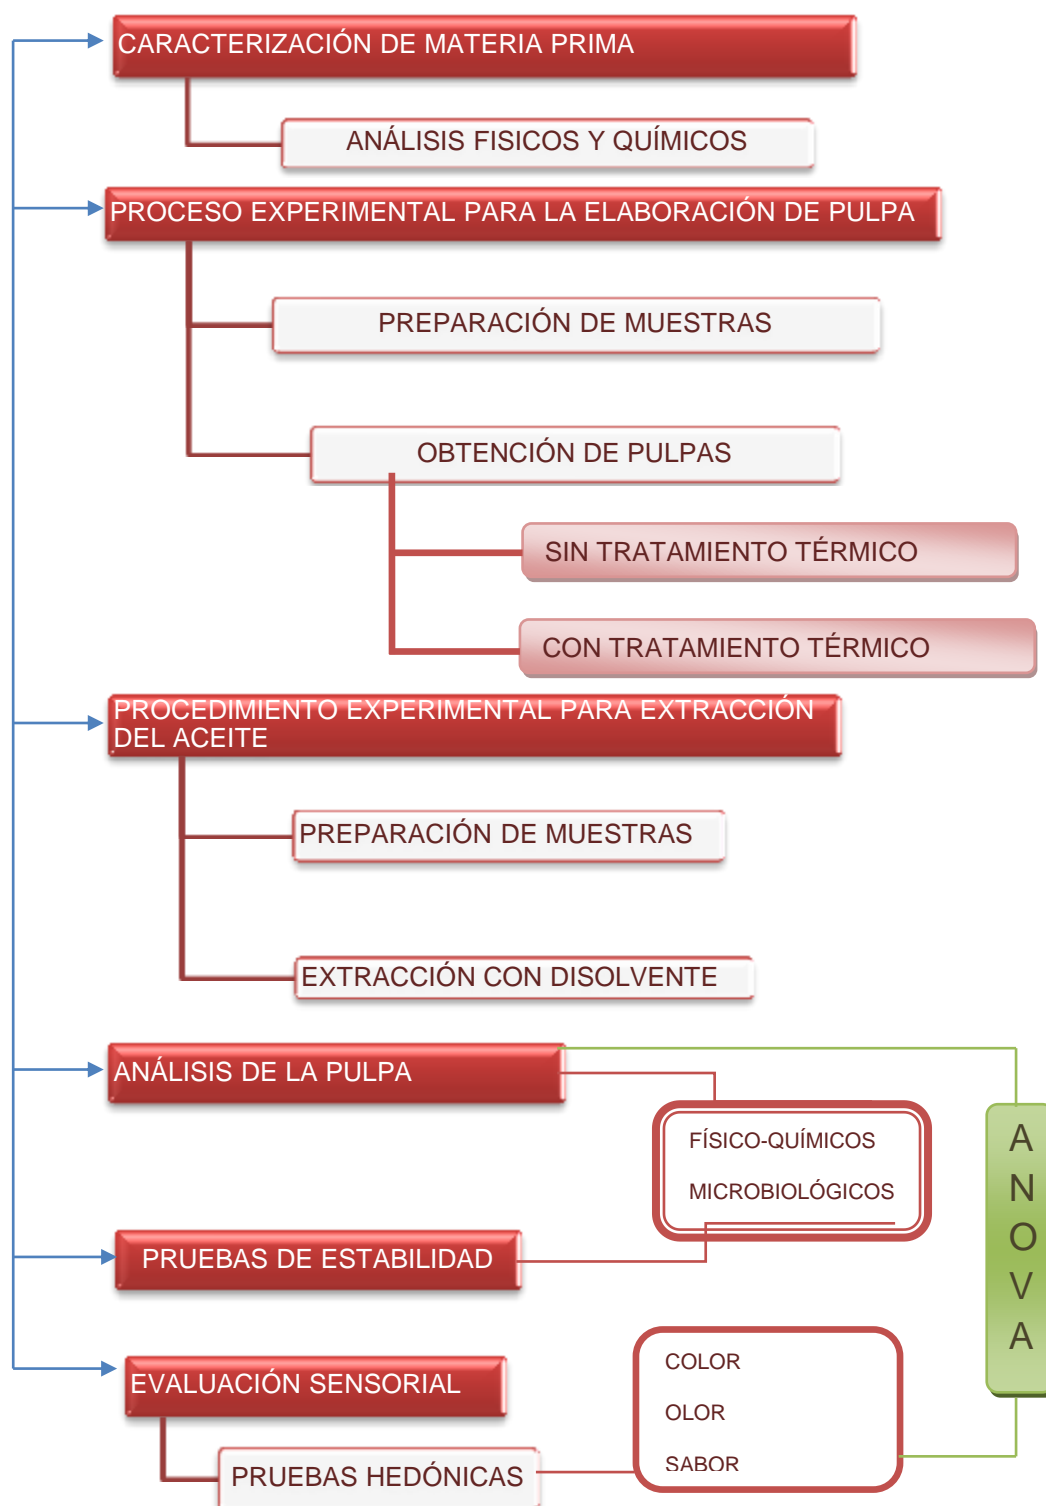 CARACTERIZACIÓN DE MATERIA PRIMA
ANÁLISIS FISICOS Y QUÍMICOS
PROCESO EXPERIMENTAL PARA LA ELABORACIÓN DE PULPA
PREPARACIÓN DE MUESTRAS
OBTENCIÓN DE PULPAS
SIN TRATAMIENTO TÉRMICO
CON TRATAMIENTO TÉRMICO
PROCEDIMIENTO EXPERIMENTAL PARA EXTRACCIÓN
DEL ACEITE
PREPARACIÓN DE MUESTRAS
EXTRACCIÓN CON DISOLVENTE
ANÁLISIS DE LA PULPA
FÍSICO-QUÍMICOS
MICROBIOLÓGICOS
A
N
O
V
A
PRUEBAS DE ESTABILIDAD
EVALUACIÓN SENSORIAL
COLOR
OLOR
SABOR
PRUEBAS HEDÓNICAS